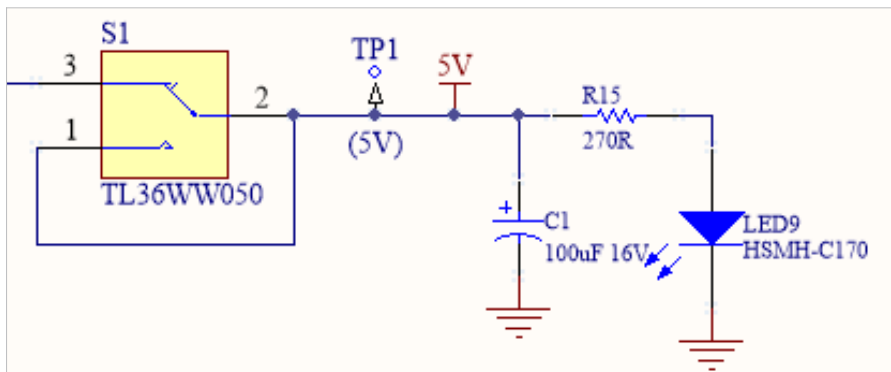 S1
3
1
2
TL36WW050
TP1
(5V)
5V
R15
270R
+
C1
100uF 16V
LED9
HSMH-C170